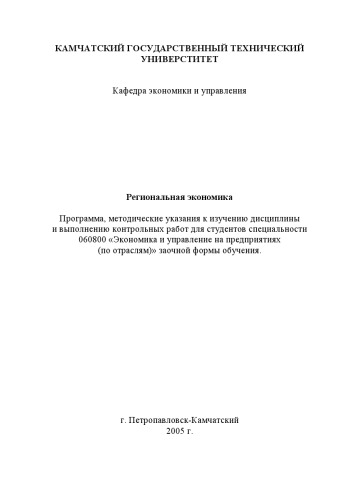 КАМЧАТСКИЙ ГОСУДАРСТВЕННЫЙ ТЕХНИЧЕСКИЙ
УНИВЕРСТИТЕТ
Кафедра экономики и управления
Региональная экономика
Программа, методические указания к изучению дисциплины
и выполнению контрольных работ для студентов специальности
060800 «Экономика и управление на предприятиях
(по отраслям)» заочной формы обучения.
г. Петропавловск-Камчатский
2005 г.